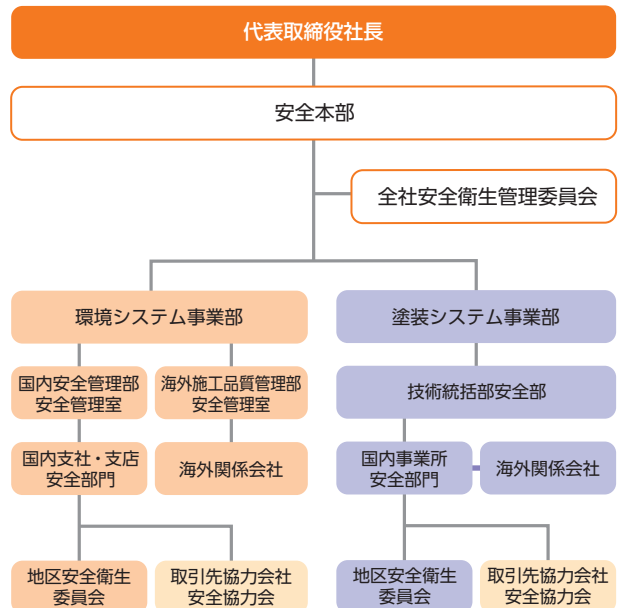 代表取締役社長
安全本部
全社安全衛生管理委員会
環境システム事業部
塗装システム事業部
国内安全管理部
安全管理室
海外施工品質管理部
安全管理室
技術統括部安全部
国内支社・支店
安全部門
海外関係会社
国内事業所
安全部門
海外関係会社
地区安全衛生
委員会
取引先協力会社
安全協力会
地区安全衛生
委員会
取引先協力会社
安全協力会